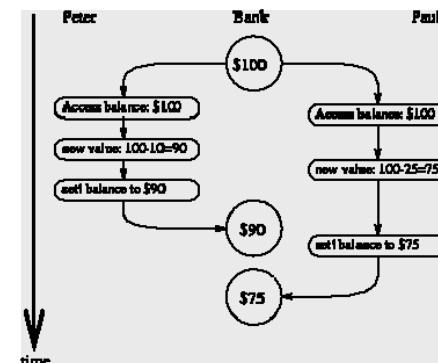 Peter Bank Paul
$100
Access balance: $100
Access balance: $100
new value: 100-10=90
new value: 100-25=75
set! balance to $90
$90
set! balance to $75
$75
time